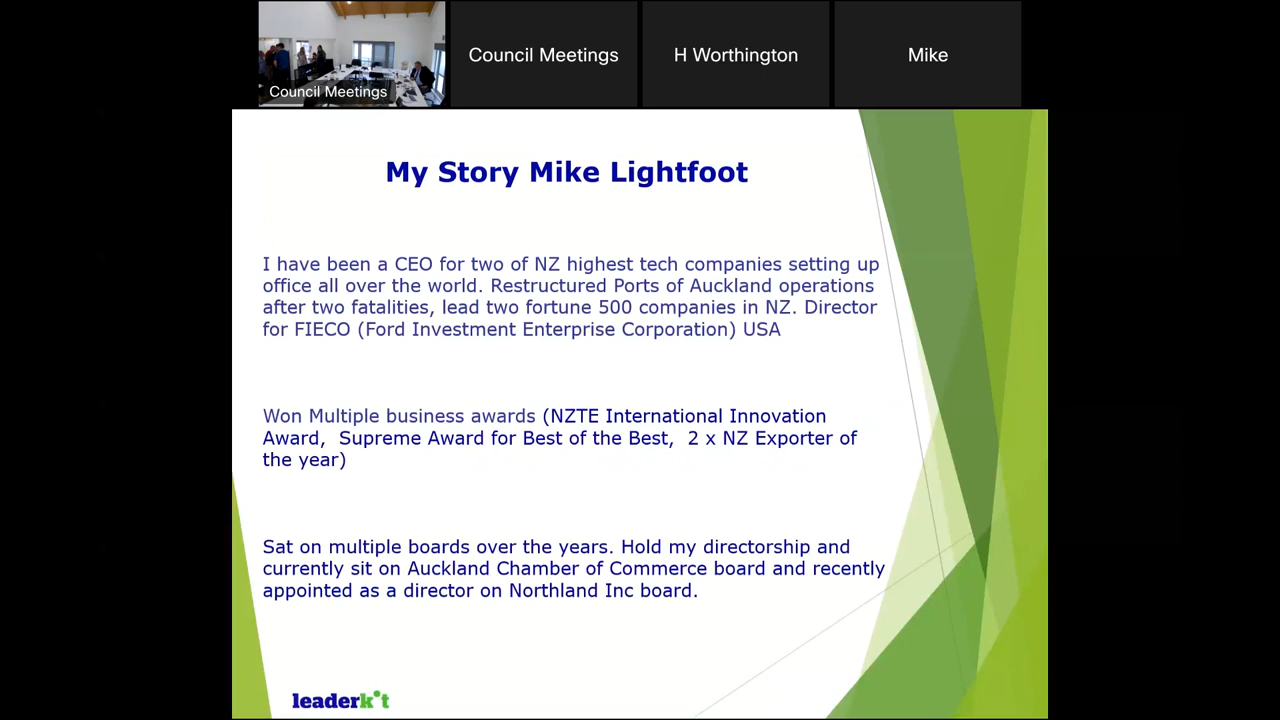 Council Meetings
Council Meetings
H Worthington
Mike
My Story Mike Lightfoot
I have been a CEO for two of NZ highest tech companies setting up
office all over the world. Restructured Ports of Auckland operations
after two fatalities, lead two fortune 500 companies in NZ. Director
for FIECO (Ford Investment Enterprise Corporation) USA
Won Multiple business awards (NZTE International Innovation
Award,  Supreme Award for Best of the Best,  2 x NZ Exporter of
the year)
Sat on multiple boards over the years. Hold my directorship and
currently sit on Auckland Chamber of Commerce board and recently
appointed as a director on Northland Inc board.
leaderkit